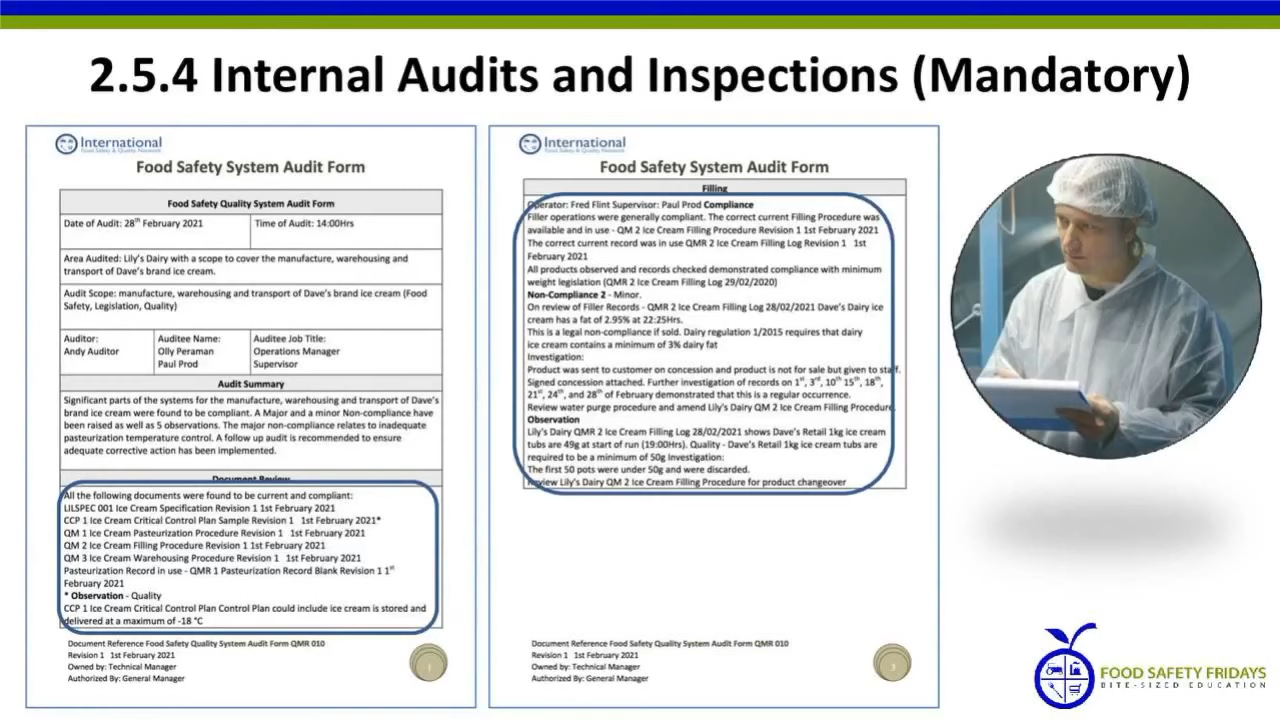 2.5.4 Internal Audits and Inspections (Mandatory)
International
Food Safety & Quality Network
Food Safety System Audit Form
Food Safety Quality System Audit Form
Date of Audit: 28th February 2021
Time of Audit: 14:00Hrs
Area Audited: Lily's Dairy with a scope to cover the manufacture, warehousing and
transport of Dave's brand ice cream.
Audit Scope: manufacture, warehousing and transport of Dave's brand ice cream (Food
Safety, Legislation, Quality)
Auditor:
Andy Auditor
Auditee Name:
Olly Peraman
Paul Prod
Auditee Job Title:
Operations Manager
Supervisor
Audit Summary
Significant parts of the systems for the manufacture, warehousing and transport of Dave's
brand ice cream were found to be compliant. A Major and a minor Non-compliance have
been raised as well as 5 observations. The major non-compliance relates to inadequate
pasteurization temperature control. A follow up audit is recommended to ensure
adequate corrective action has been implemented.
Document Review
All the following documents were found to be current and compliant:
LILSPEC 001 Ice Cream Specification Revision 1 1st February 2021
CCP 1 Ice Cream Critical Control Plan Sample Revision 1 1st February 2021*
QM 1 Ice Cream Pasteurization Procedure Revision 1 1st February 2021
QM 2 Ice Cream Filling Procedure Revision 1 1st February 2021
QM 3 Ice Cream Warehousing Procedure Revision 1 1st February 2021
Pasteurization Record in use - QMR 1 Pasteurization Record Blank Revision 1 1st
February 2021
* Observation - Quality
CCP 1 Ice Cream Critical Control Plan Control Plan could include ice cream is stored and
delivered at a maximum of -18 °C
Document Reference Food Safety Quality System Audit Form QMR 010
Revision 1 1st February 2021
Owned by: Technical Manager
Authorized By: General Manager
1
International
Food Safety & Quality Network
Food Safety System Audit Form
Filling
Operator: Fred Flint Supervisor: Paul Prod Compliance
Filler operations were generally compliant. The correct current Filling Procedure was
available and in use - QM 2 Ice Cream Filling Procedure Revision 1 1st February 2021
The correct current record was in use QMR 2 Ice Cream Filling Log Revision 1 1st
February 2021
All products observed and records checked demonstrated compliance with minimum
weight legislation (QMR 2 Ice Cream Filling Log 29/02/2020)
Non-Compliance 2 - Minor.
On review of Filler Records - QMR 2 Ice Cream Filling Log 28/02/2021 Dave's Dairy ice
cream has a fat of 2.95% at 22:25Hrs.
This is a legal non-compliance if sold. Dairy regulation 1/2015 requires that dairy
ice cream contains a minimum of 3% dairy fat
Investigation:
Product was sent to customer on concession and product is not for sale but given to staff.
Signed concession attached. Further investigation of records on 1st, 3rd, 10th 15th, 18th,
21st, 24th, and 28th of February demonstrated that this is a regular occurrence.
Review water purge procedure and amend Lily's Dairy QM 2 Ice Cream Filling Procedure
Observation
Lily's Dairy QMR 2 Ice Cream Filling Log 28/02/2021 shows Dave's Retail 1kg ice cream
tubs are 49g at start of run (19:00Hrs). Quality - Dave's Retail 1kg ice cream tubs are
required to be a minimum of 50g Investigation:
The first 50 pots were under 50g and were discarded.
Review Lily's Dairy QM 2 Ice Cream Filling Procedure for product changeover
Document Reference Food Safety Quality System Audit Form QMR 010
Revision 1 1st February 2021
Owned by: Technical Manager
Authorized By: General Manager
3
FOOD SAFETY FRIDAYS
BITE-SIZED EDUCATION